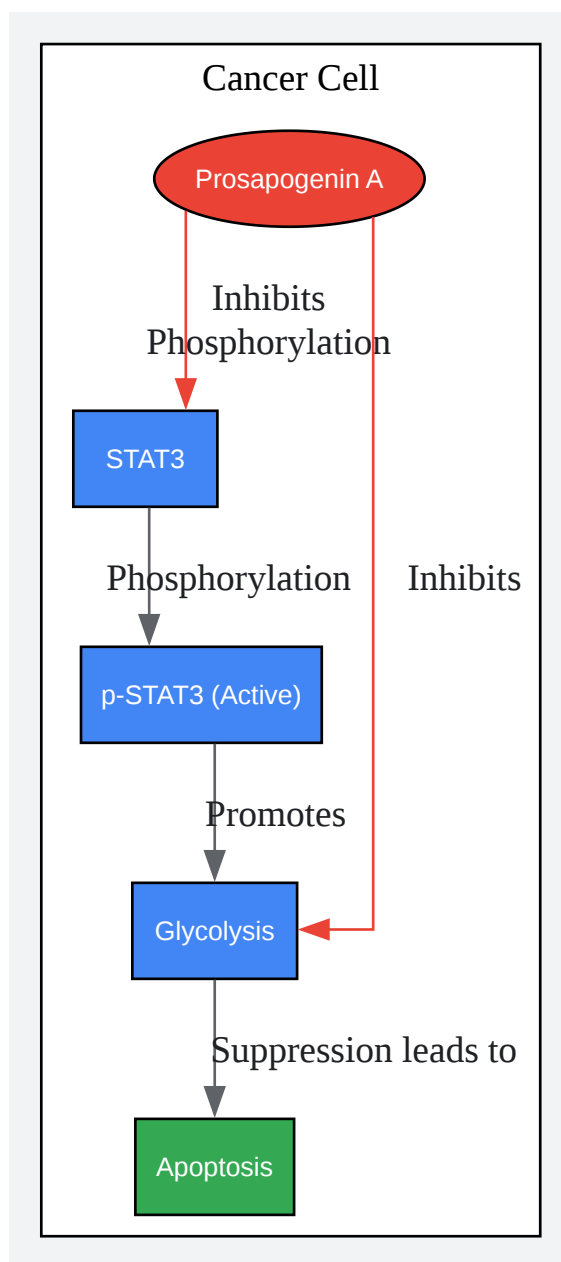 Cancer Cell
Prosapogenin A
Inhibits
Phosphorylation
STAT3
Phosphorylation
Inhibits
p-STAT3 (Active)
Promotes
Glycolysis
Suppression leads to
Apoptosis